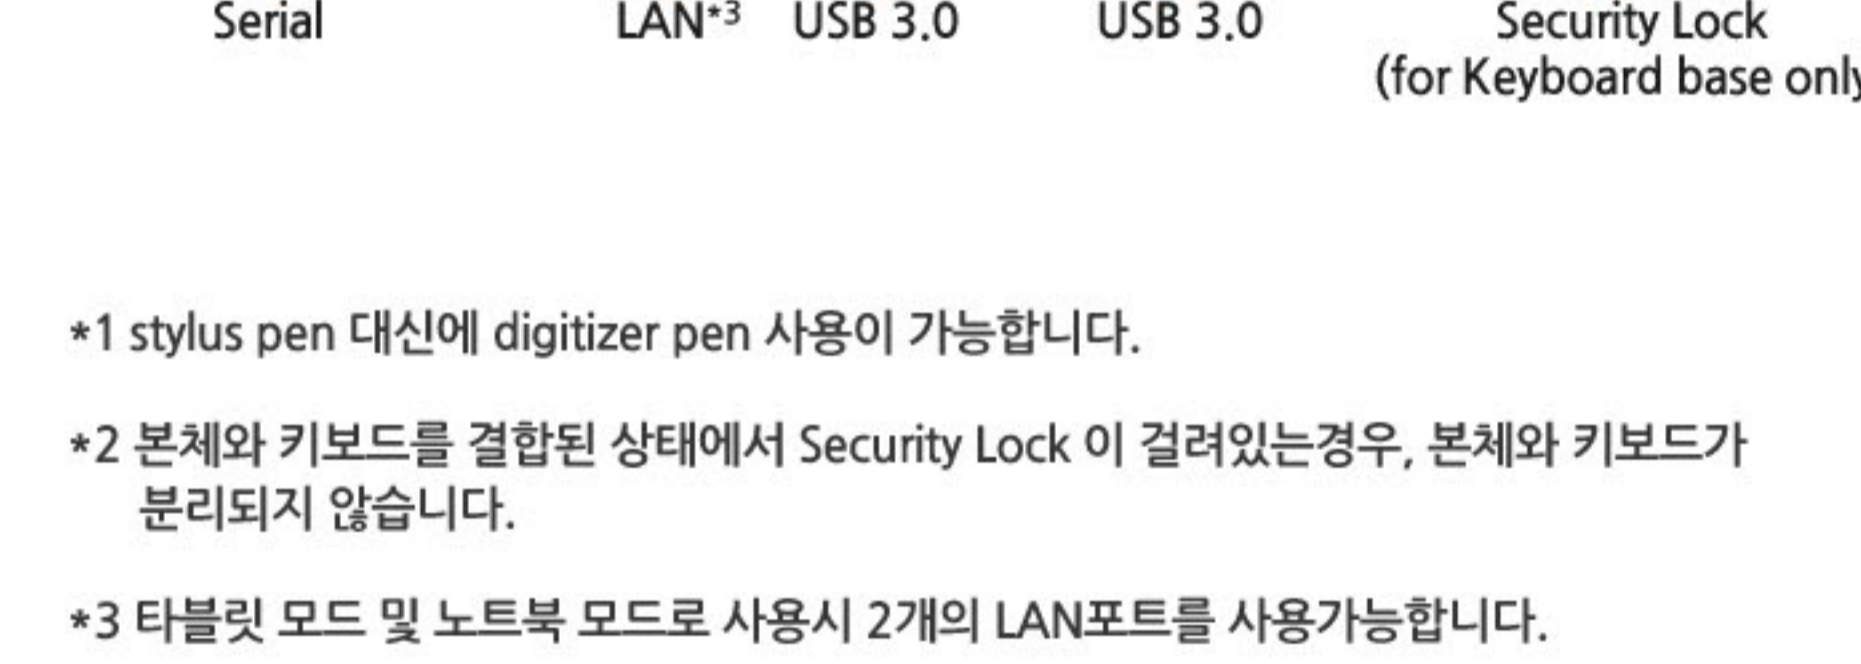 Serial LAN*3 USB 3.0 USB 3.0 Security Lock
(for Keyboard base only
*1 stylus pen 대신에 digitizer pen 사용이 가능합니다.
*2 본체와 키보드를 결합된 상태에서 Security Lock 이 걸려있는경우, 본체와 키보드가
분리되지 않습니다.
*3 타블릿 모드 및 노트북 모드로 사용시 2개의 LAN포트를 사용가능합니다.